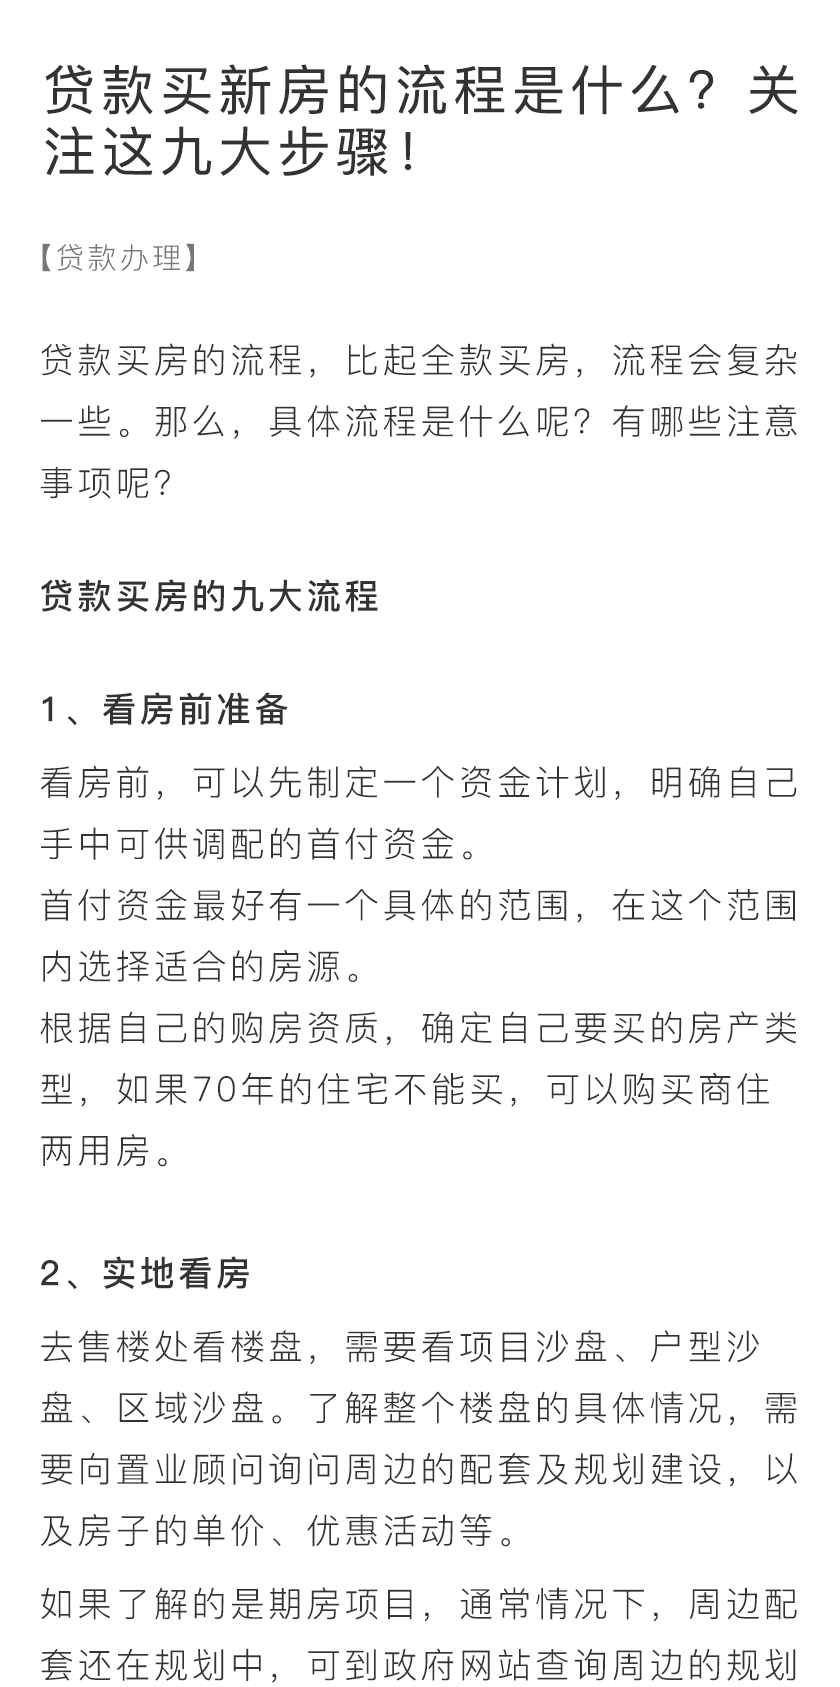 贷款买新房的流程是什么？关
注这九大步骤！
【贷款办理】
贷款买房的流程，比起全款买房，流程会复杂
一些。那么，具体流程是什么呢？有哪些注意
事项呢？
贷款买房的九大流程
1、看房前准备
看房前，可以先制定一个资金计划，明确自己
手中可供调配的首付资金。
首付资金最好有一个具体的范围，在这个范围
内选择适合的房源。
根据自己的购房资质，确定自己要买的房产类
型，如果70年的住宅不能买，可以购买商住
两用房。
2、实地看房
去售楼处看楼盘，需要看项目沙盘、户型沙
盘、区域沙盘。了解整个楼盘的具体情况，需
要向置业顾问询问周边的配套及规划建设，以
及房子的单价、优惠活动等。
如果了解的是期房项目，通常情况下，周边配
套还在规划中，可到政府网站查询周边的规划